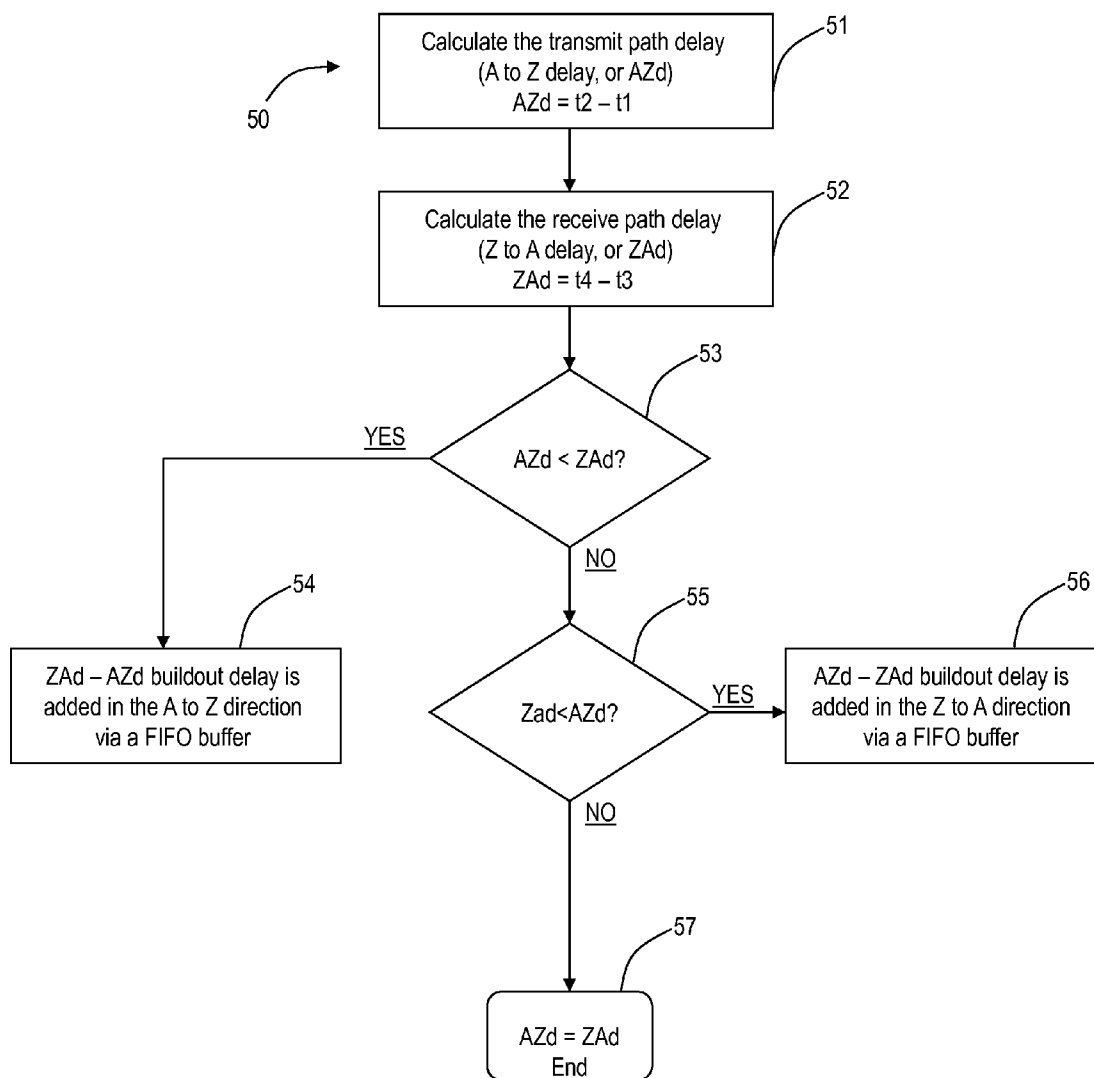 51
Calculate the transmit path delay
(A to Z delay, or AZd)
AZd = t2 – t1
50
52
Calculate the receive path delay
(Z to A delay, or ZAd)
ZAd = t4 – t3
53
YES
AZd < ZAd?
NO
54
55
56
ZAd – AZd buildout delay is
added in the A to Z direction
via a FIFO buffer
Zad<AZd?
YES
AZd – ZAd buildout delay is
added in the Z to A direction
via a FIFO buffer
NO
57
AZd = ZAd
End